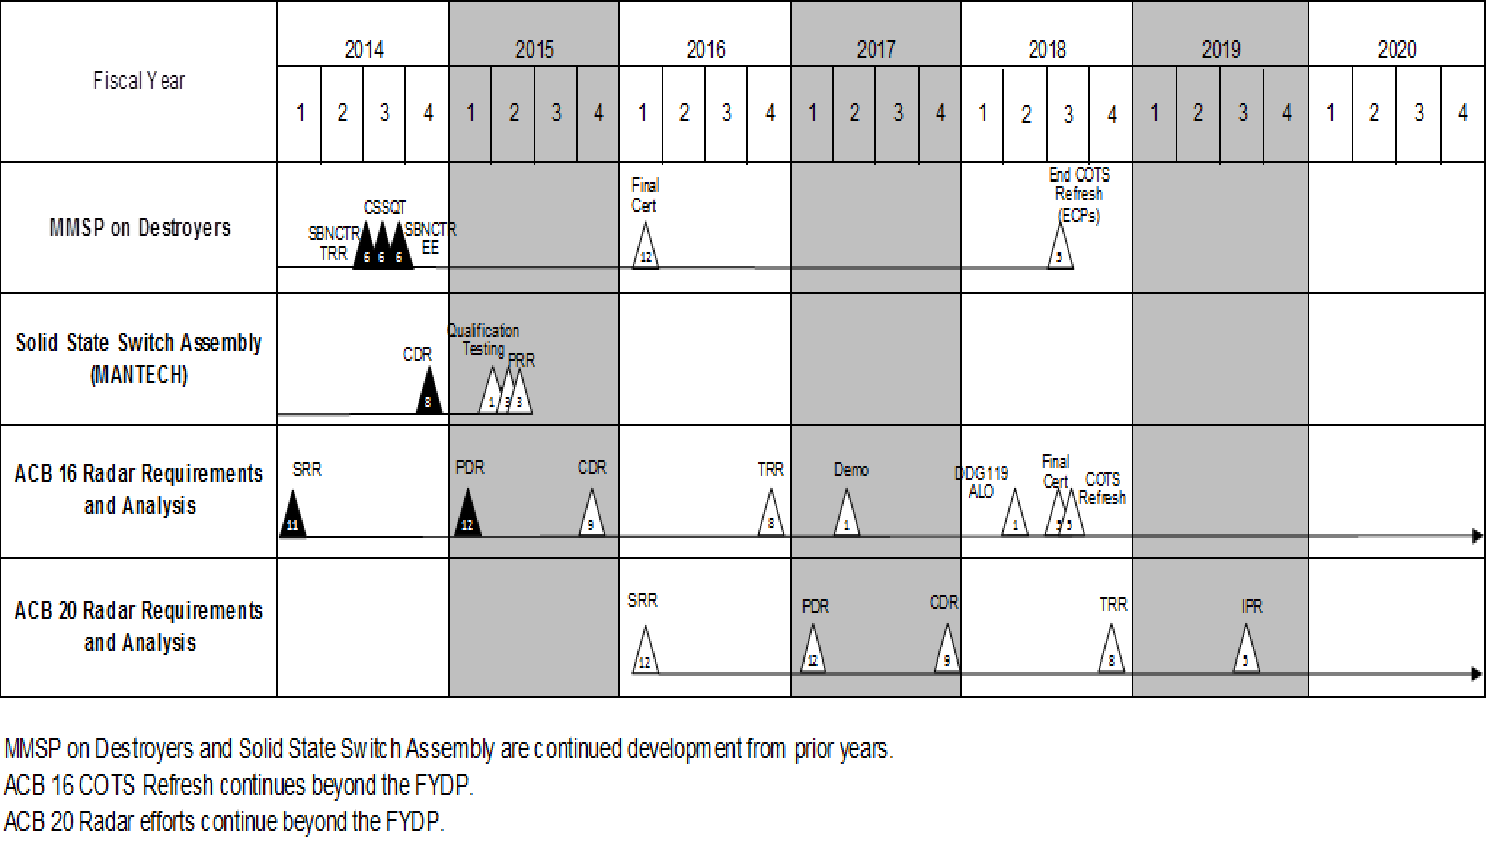 2014 2015 2016 2017 2018 2019 2020
Fiscal Year
1 2 3 4 1 2 3 4 1 2 3 4 1 2 3 4 1 2 3 4 1 2 3 4 1 2 3 4
MMSP on Destroyers
SBNCTR
TRR
CSSQT
SBNCTR
EE
6 6 6
Final
Cert
12
End COTS
Refresh
(ECPs)
3
Solid State Switch Assembly
(MANTECH)
CDR
8
Qualification
Testing
PRR
1 3 3
ACB 16 Radar Requirements
and Analysis
SRR
11
PDR
12
CDR
9
TRR
8
Demo
1
DDG119
ALO
1
Final
Cert
COTS
Refresh
3 3
ACB 20 Radar Requirements
and Analysis
SRR
12
PDR
12
CDR
9
TRR
8
IPR
3
MMSP on Destroyers and Solid State Switch Assembly are continued development from prior years.
ACB 16 COTS Refresh continues beyond the FYDP.
ACB 20 Radar efforts continue beyond the FYDP.